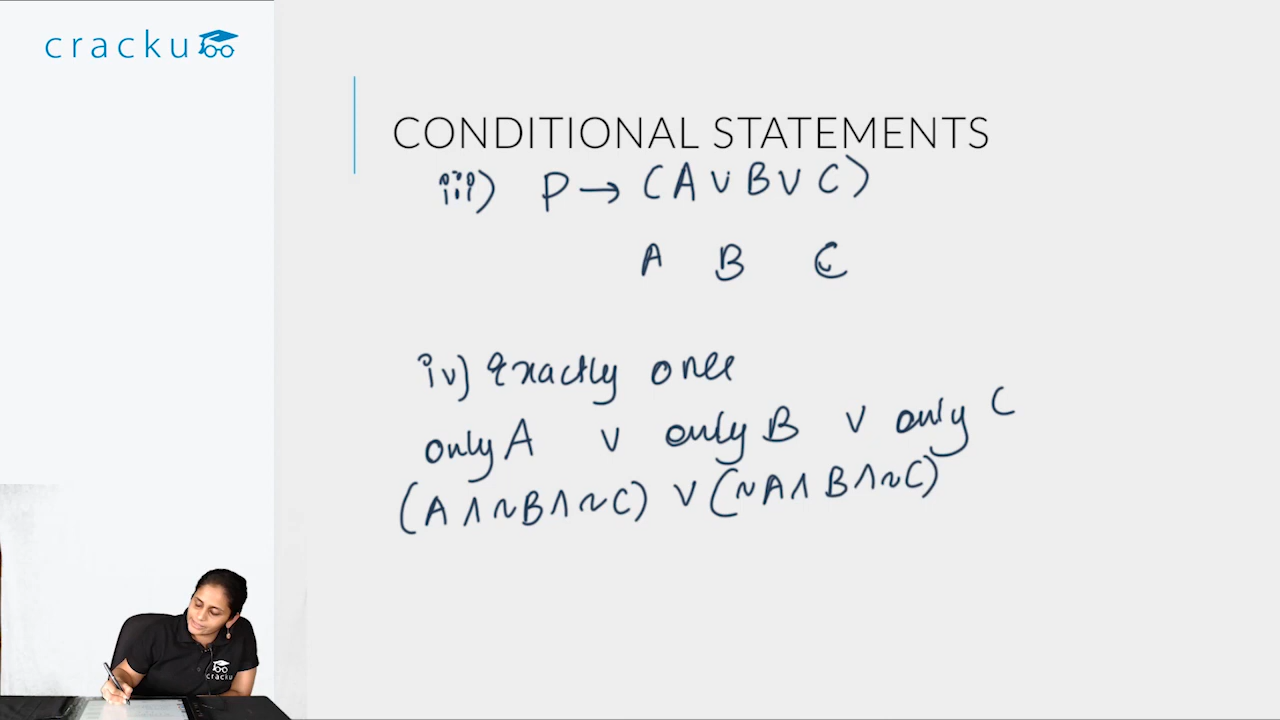 cracku
CONDITIONAL STATEMENTS
iii) P → (A ∨ B ∨ C)
A B C
iv) Exactly one
only A ∨ only B ∨ only C
(A ∧ ~B ∧ ~C) ∨ (~A ∧ B ∧ ~C)
cracku